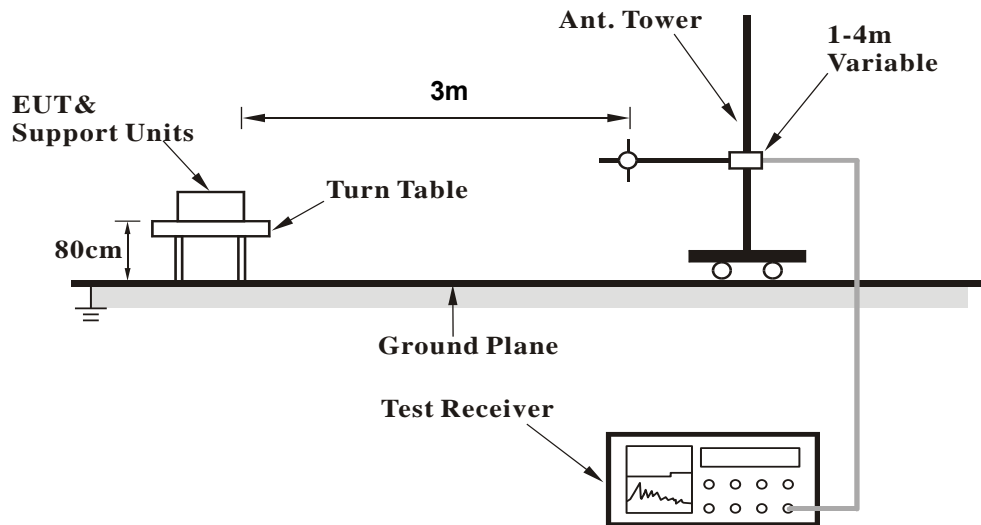 Ant. Tower
1-4m
Variable
3m
EUT&
Support Units
Turn Table
80cm
Ground Plane
Test Receiver